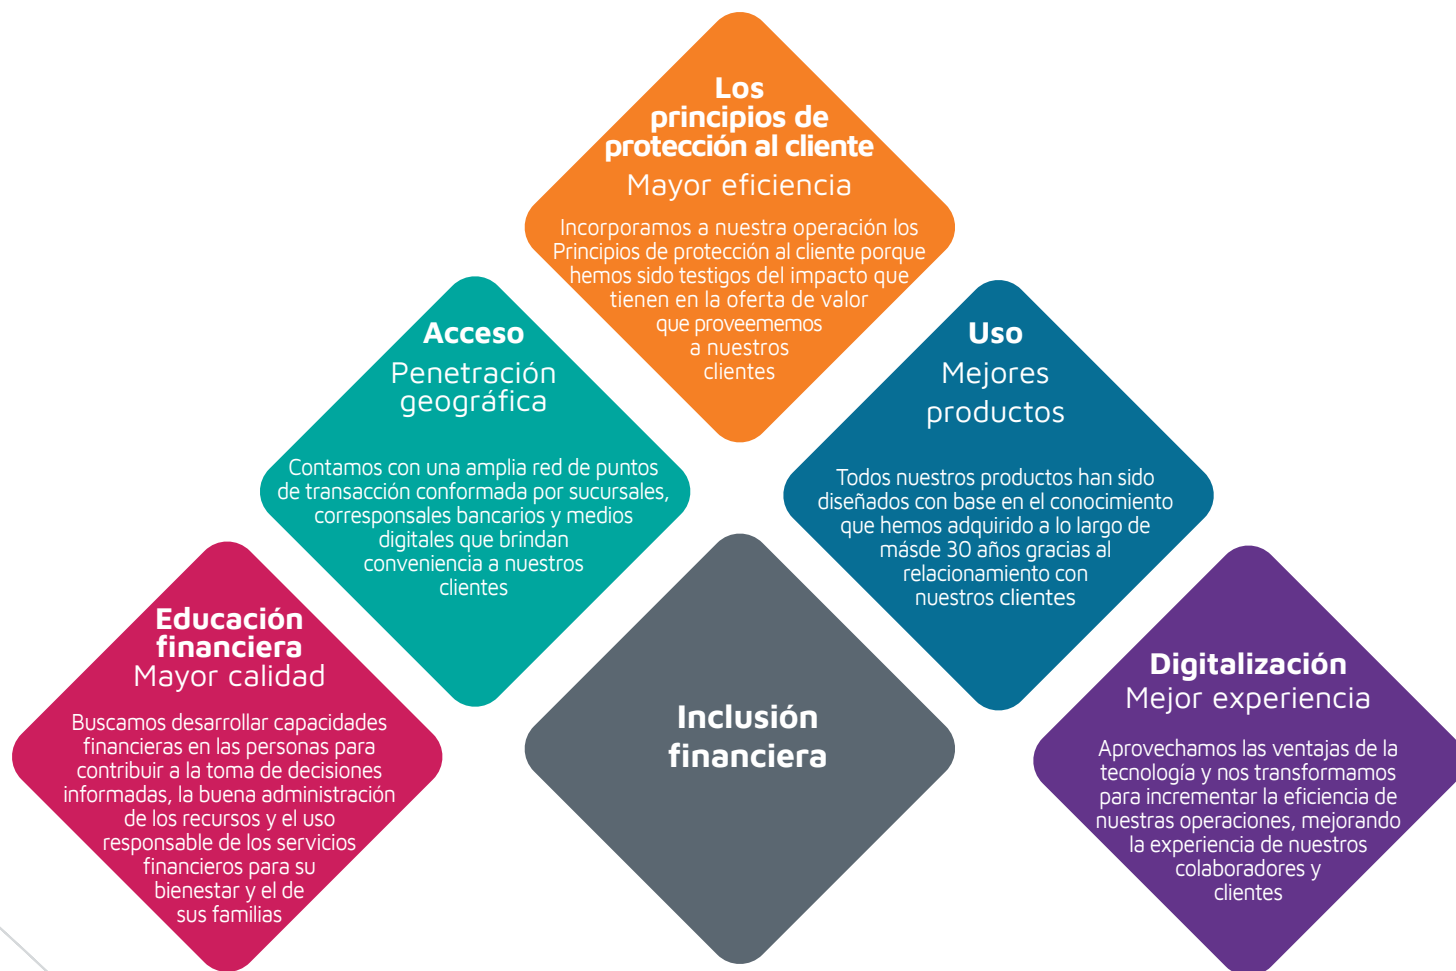 Los
principios de
protección al cliente
Mayor eficiencia
Incorporamos a nuestra operación los
Principios de protección al cliente porque
hemos sido testigos del impacto que
tienen en la oferta de valor
que proveememos
a nuestros
clientes
Acceso
Penetración
geográfica
Contamos con una amplia red de puntos
de transacción conformada por sucursales,
corresponsales bancarios y medios
digitales que brindan
conveniencia a nuestros
clientes
Uso
Mejores
productos
Todos nuestros productos han sido
diseñados con base en el conocimiento
que hemos adquirido a lo largo de
másde 30 años gracias al
relacionamiento con
nuestros clientes
Educación
financiera
Mayor calidad
Buscamos desarrollar capacidades
financieras en las personas para
contribuir a la toma de decisiones
informadas, la buena administración
de los recursos y el uso
responsable de los servicios
financieros para su
bienestar y el de
sus familias
Inclusión
financiera
Digitalización
Mejor experiencia
Aprovechamos las ventajas de la
tecnología y nos transformamos
para incrementar la eficiencia de
nuestras operaciones, mejorando
la experiencia de nuestros
colaboradores y
clientes